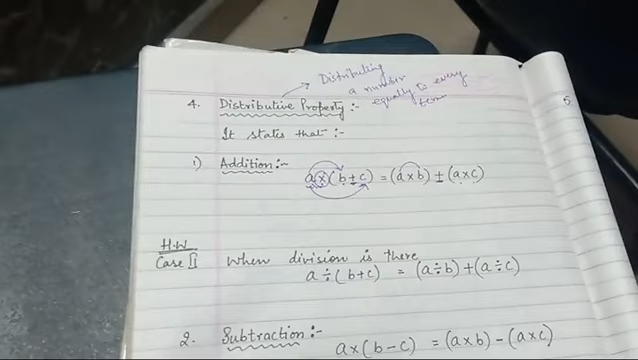 Distributing
a number
equally to every
term
4. Distributive Property :-
5
It states that :-
i) Addition :-
a×(b+c) = (a×b) ± (a×c)
H.W
Case II When division is there
a÷(b+c) = (a÷b)+(a÷c)
2. Subtraction :-
a×(b-c) = (a×b)-(a×c)